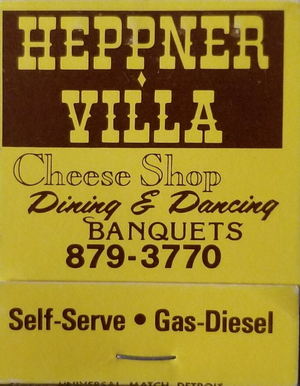 HEPPNER
VILLA
Cheese Shop
Dining & Dancing
BANQUETS
879-3770
Self-Serve • Gas-Diesel
UNIVERSAL MATCH DETROIT